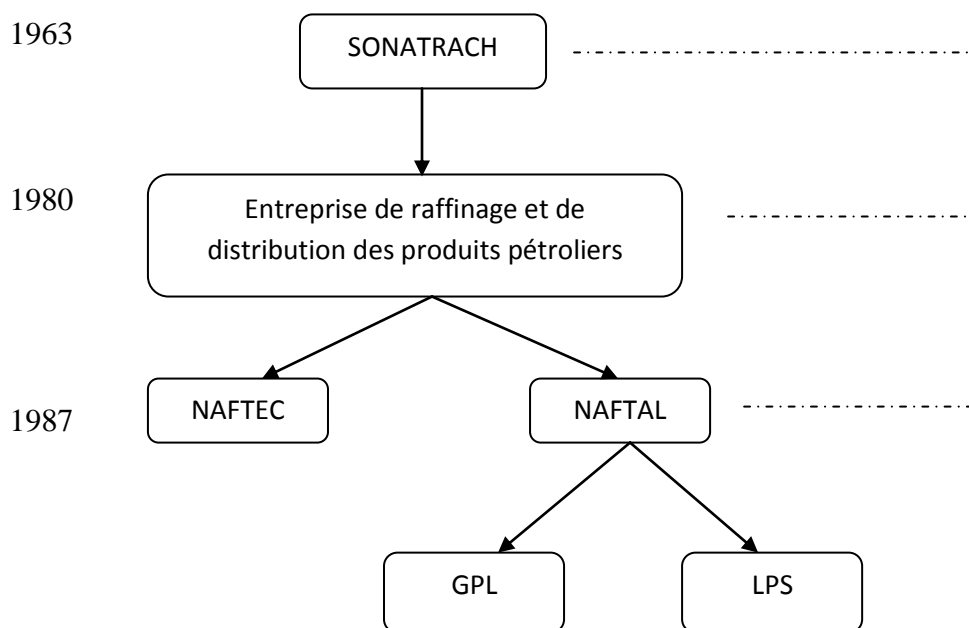 1963
SONATRACH
1980
Entreprise de raffinage et de
distribution des produits pétroliers
NAFTEC
NAFTAL
1987
GPL
LPS